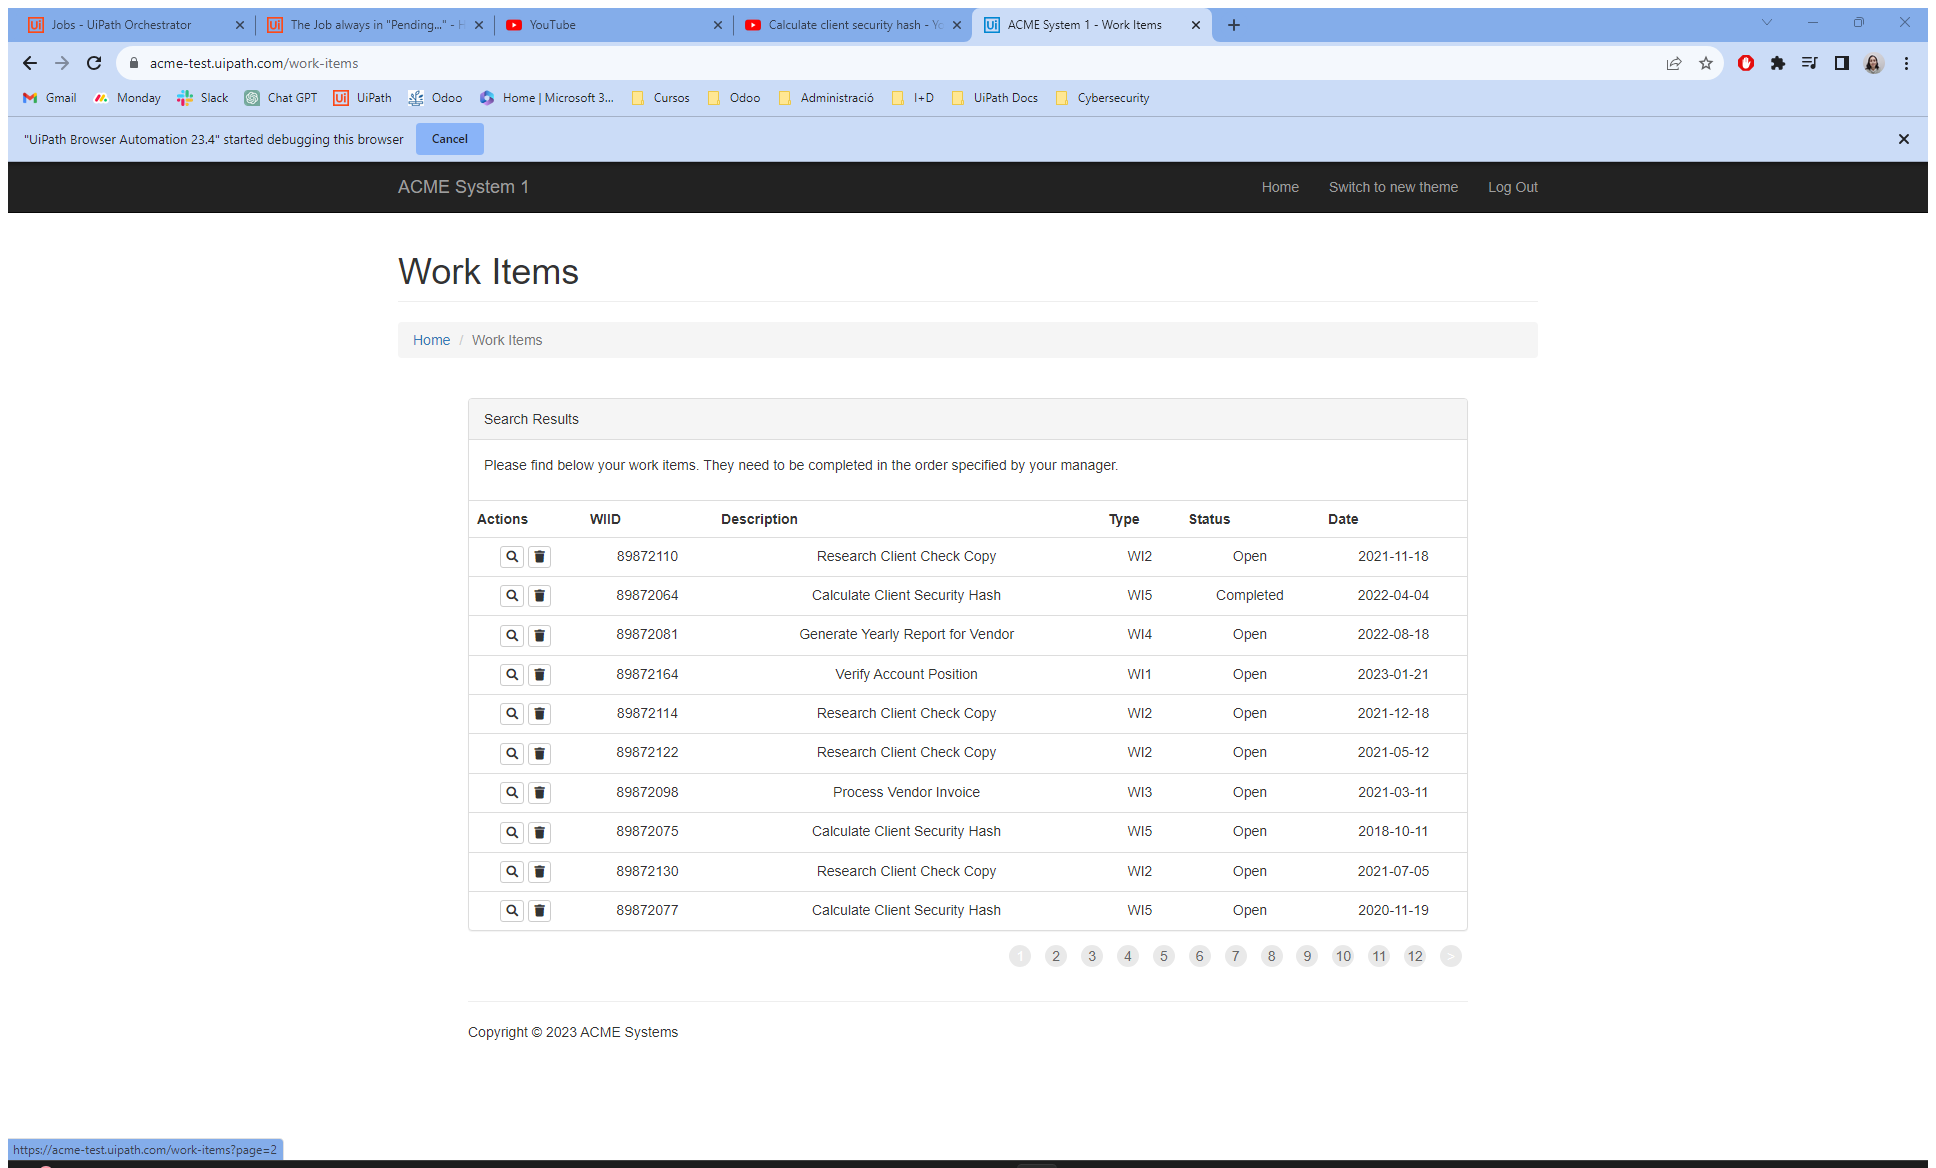 Jobs - UiPath Orchestrator The Job always in "Pending..." - H YouTube Calculate client security hash - Yo ACME System 1 - Work Items
acme-test.uipath.com/work-items
Gmail Monday Slack Chat GPT UiPath Odoo Home | Microsoft 3... Cursos Odoo Administració I+D UiPath Docs Cybersecurity
"UiPath Browser Automation 23.4" started debugging this browser Cancel
ACME System 1 Home Switch to new theme Log Out
Work Items
Home / Work Items
Search Results
Please find below your work items. They need to be completed in the order specified by your manager.
Actions WIID Description Type Status Date
89872110 Research Client Check Copy WI2 Open 2021-11-18
89872064 Calculate Client Security Hash WI5 Completed 2022-04-04
89872081 Generate Yearly Report for Vendor WI4 Open 2022-08-18
89872164 Verify Account Position WI1 Open 2023-01-21
89872114 Research Client Check Copy WI2 Open 2021-12-18
89872122 Research Client Check Copy WI2 Open 2021-05-12
89872098 Process Vendor Invoice WI3 Open 2021-03-11
89872075 Calculate Client Security Hash WI5 Open 2018-10-11
89872130 Research Client Check Copy WI2 Open 2021-07-05
89872077 Calculate Client Security Hash WI5 Open 2020-11-19
1 2 3 4 5 6 7 8 9 10 11 12 >
Copyright © 2023 ACME Systems
https://acme-test.uipath.com/work-items?page=2